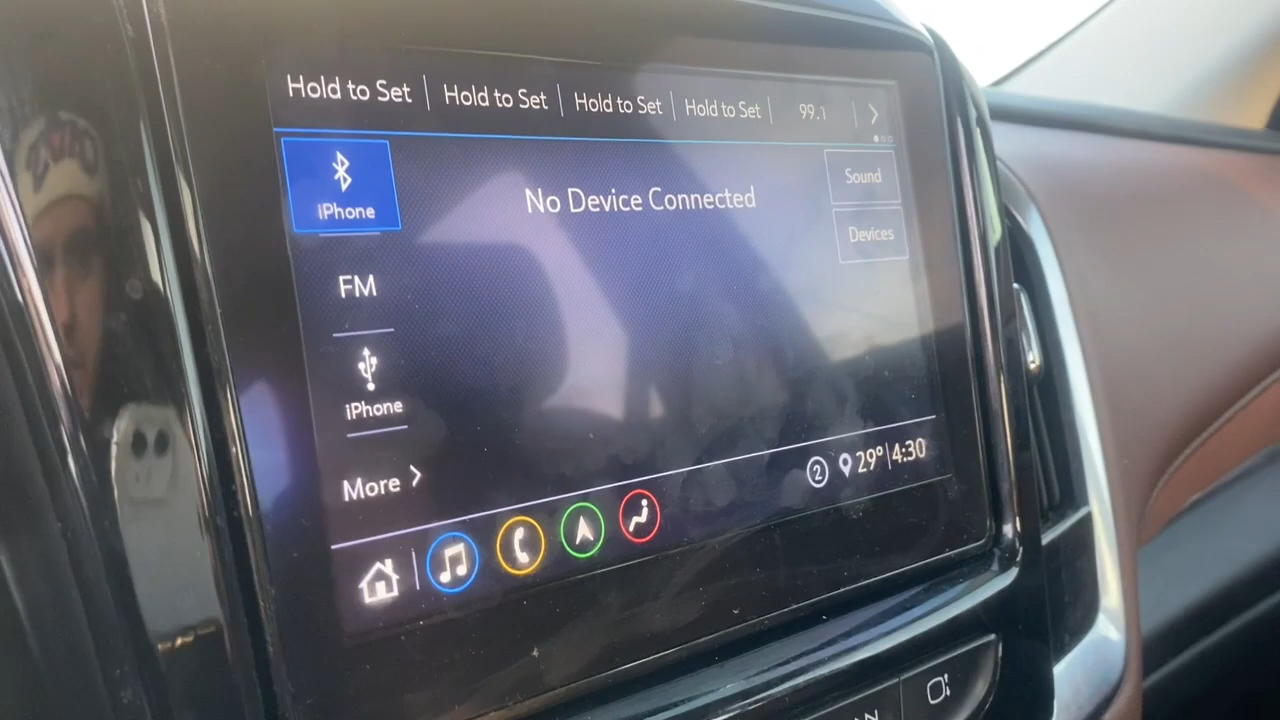 Hold to Set | Hold to Set | Hold to Set | Hold to Set | 99.1
iPhone
No Device Connected
Sound
Devices
FM
iPhone
More >
2 29° | 4:30